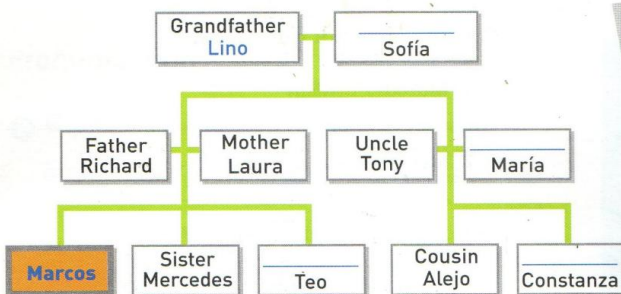 Grandfather
Lino
Sofía
Father
Richard
Mother
Laura
Uncle
Tony
María
Marcos
Sister
Mercedes
Teo
Cousin
Alejo
Constanza